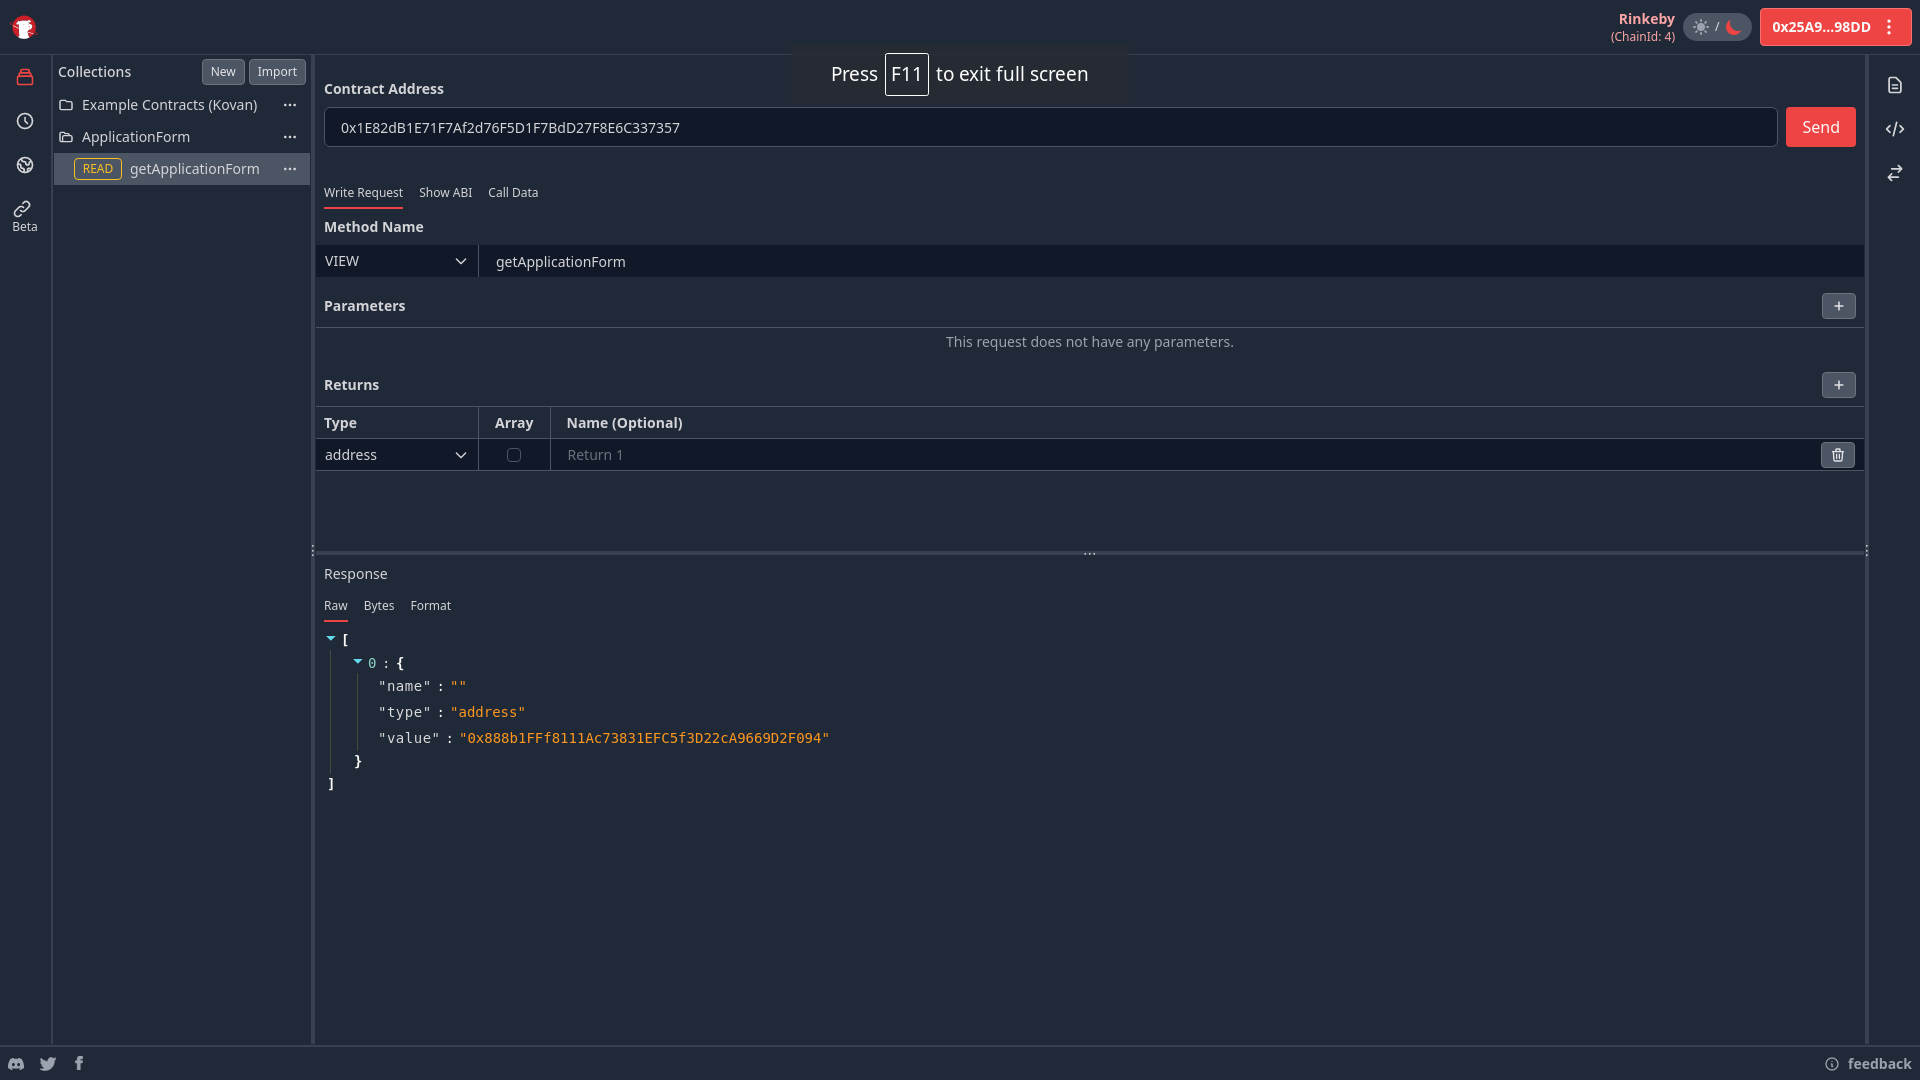 Rinkeby
(ChainId: 4)
/
0x25A9...98DD
Collections
New
Import
Press F11 to exit full screen
Example Contracts (Kovan)
ApplicationForm
READ getApplicationForm
Beta
Contract Address
0x1E82dB1E71F7Af2d76F5D1F7BdD27F8E6C337357
Send
Write Request
Show ABI
Call Data
Method Name
VIEW
getApplicationForm
Parameters
+
This request does not have any parameters.
Returns
+
Type
Array
Name (Optional)
address
Return 1
Response
Raw
Bytes
Format
[
0 : {
"name" : ""
"type" : "address"
"value" : "0x888b1FFf8111Ac73831EFC5f3D22cA9669D2F094"
}
]
feedback